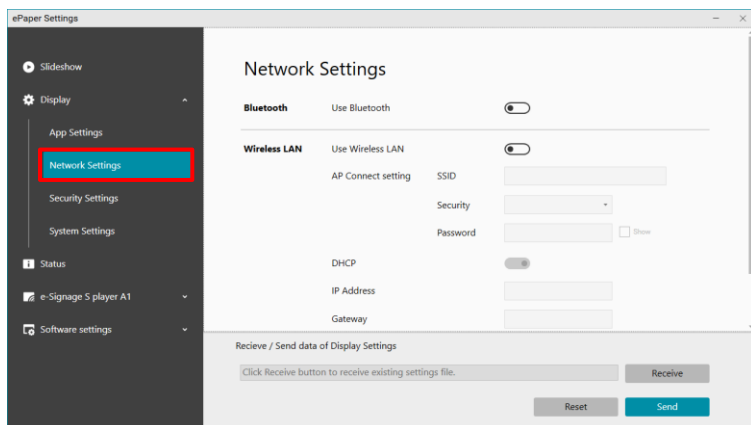 ePaper Settings
Slideshow
Display
App Settings
Network Settings
Security Settings
System Settings
Status
e-Signage S player A1
Software settings
Network Settings
Bluetooth Use Bluetooth
Wireless LAN Use Wireless LAN
AP Connect setting SSID
Security
Password Show
DHCP
IP Address
Gateway
Recieve / Send data of Display Settings
Click Receive button to receive existing settings file. Receive
Reset Send